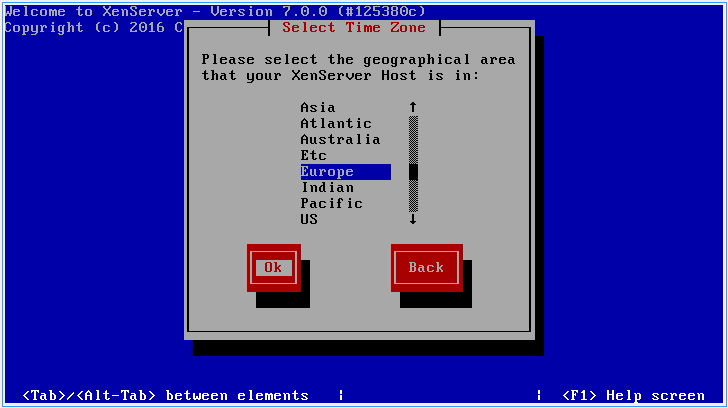 Welcome to XenServer - Version 7.0.0 (#125380c)
Copyright (c) 2016 C
Select Time Zone
Please select the geographical area
that your XenServer Host is in:
Asia
Atlantic
Australia
Etc
Europe
Indian
Pacific
US
Ok Back
<Tab>/<Alt-Tab> between elements | | <F1> Help screen